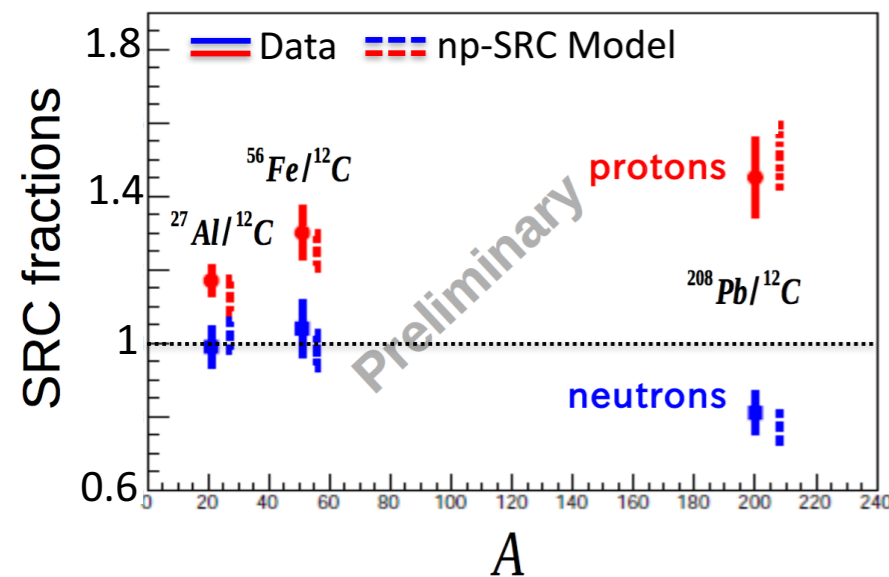 Data np-SRC Model
SRC fractions
1.8
1.4
1
0.6
²⁷Al/¹²C
⁵⁶Fe/¹²C
²⁰⁸Pb/¹²C
protons
neutrons
Preliminary
0 20 40 60 80 100 120 140 160 180 200 220 240
A